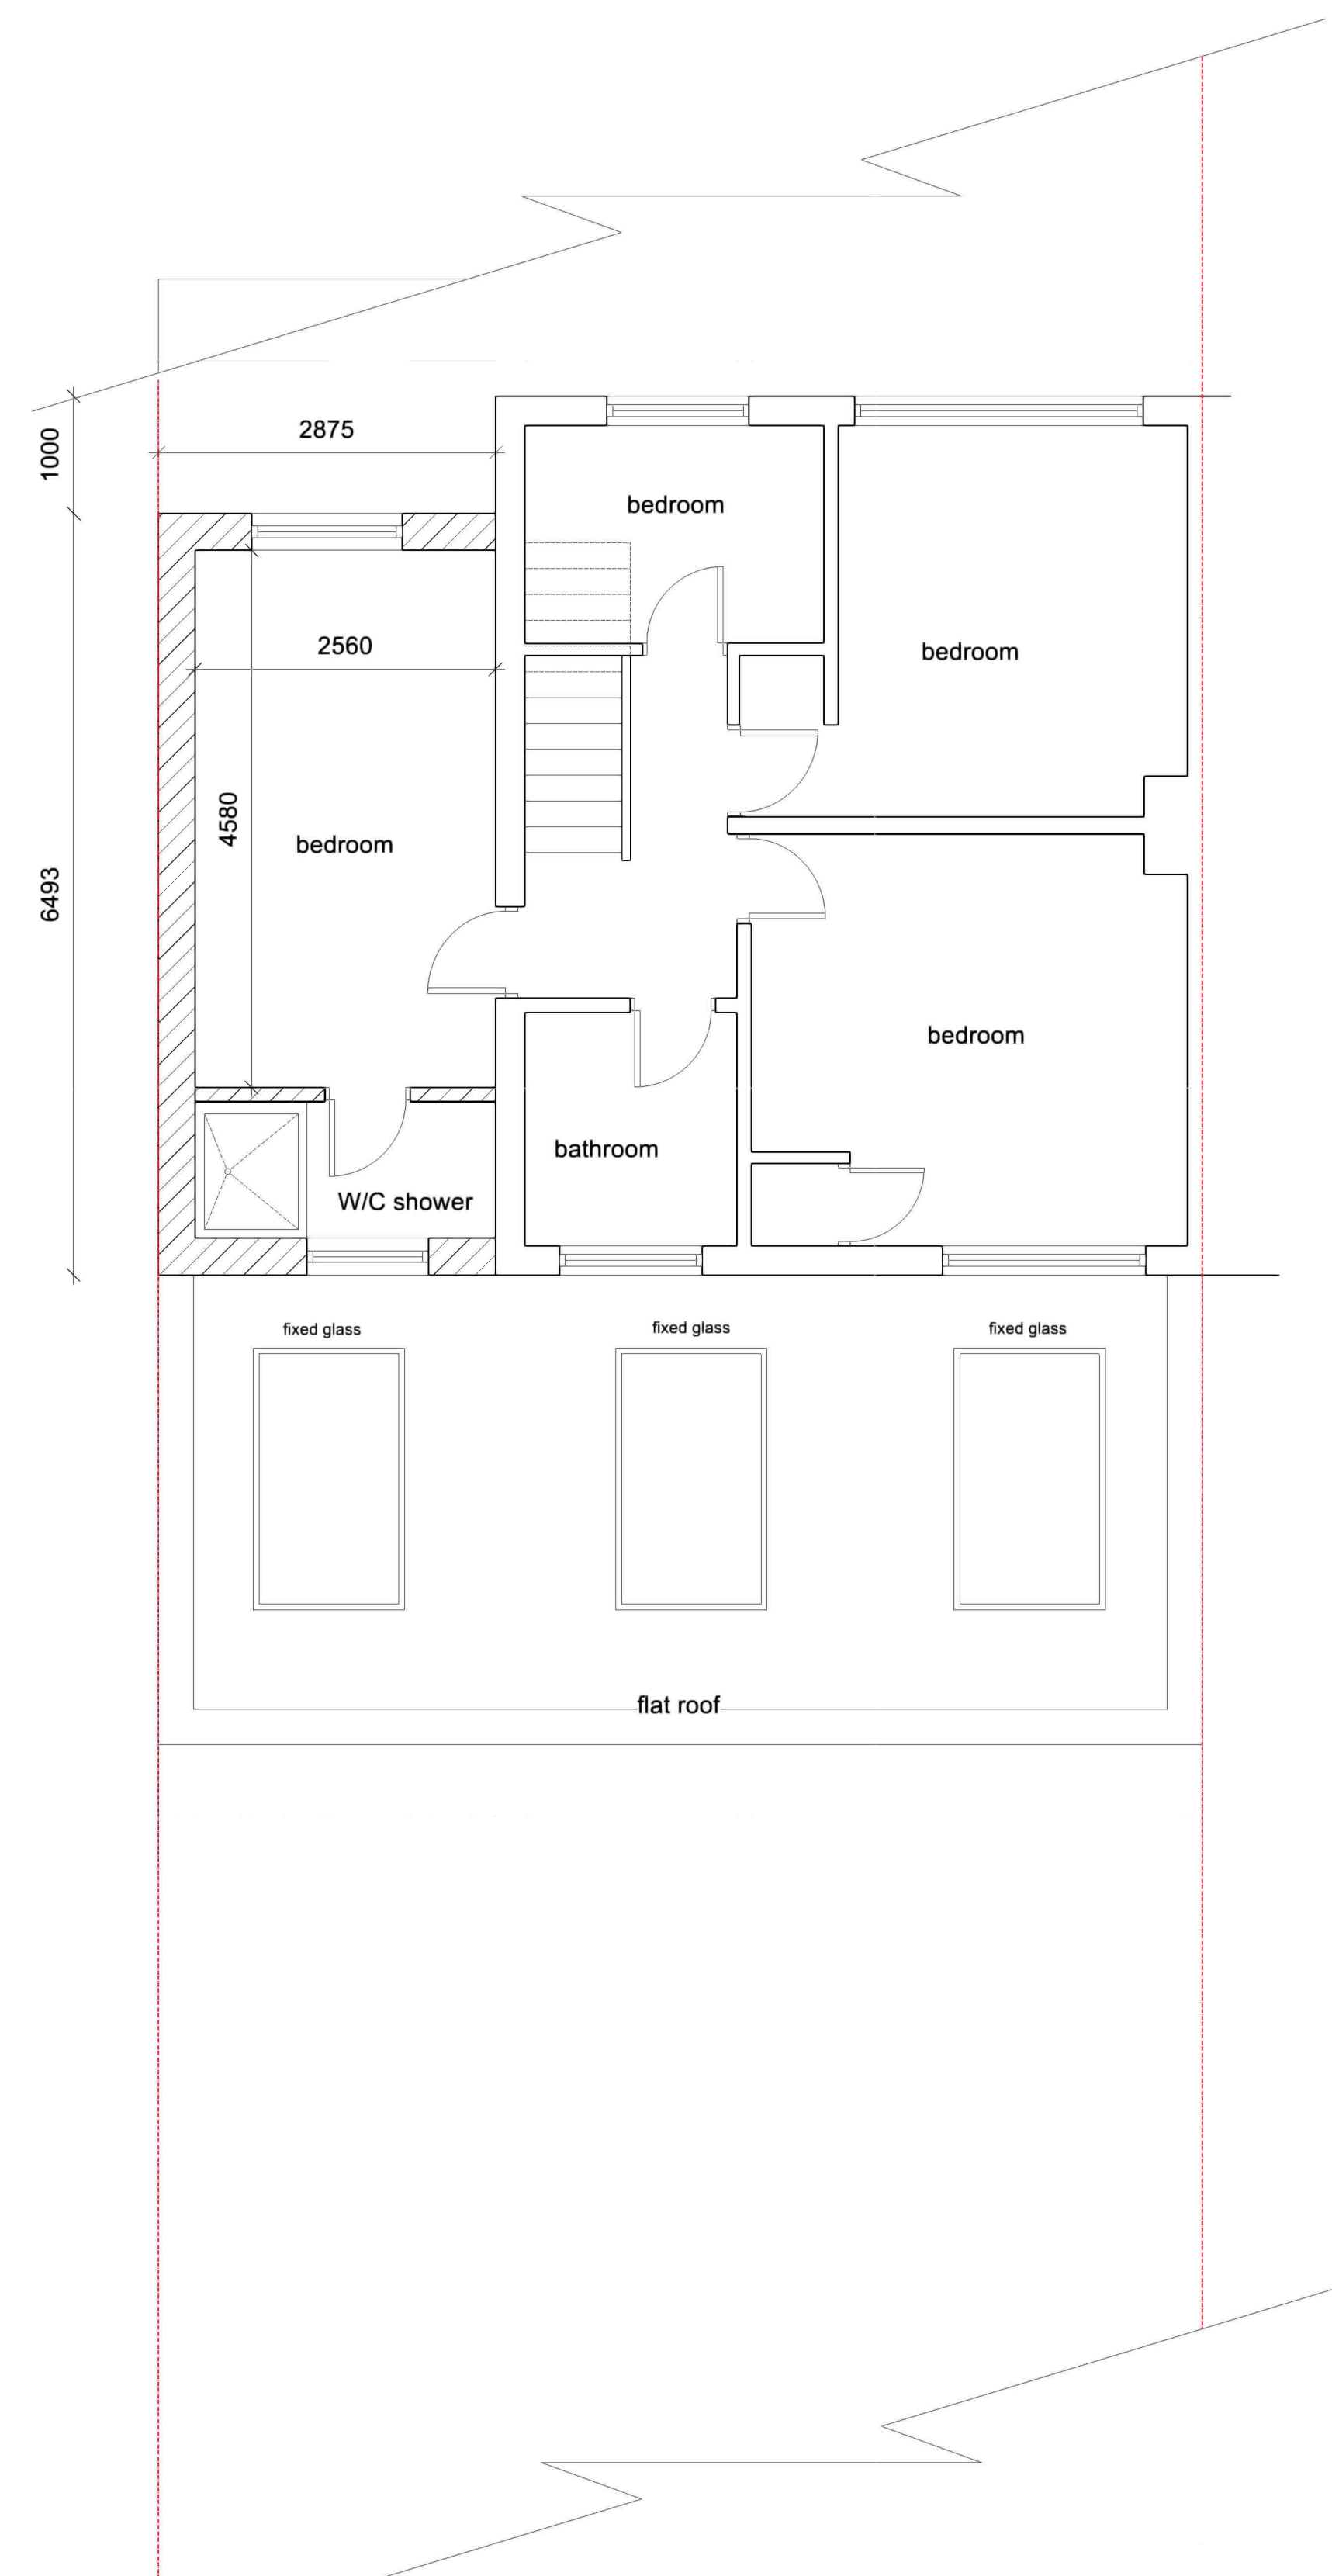 2875
1000
bedroom
2560
bedroom
4580
bedroom
6493
bedroom
bathroom
W/C shower
fixed glass
fixed glass
fixed glass
flat roof